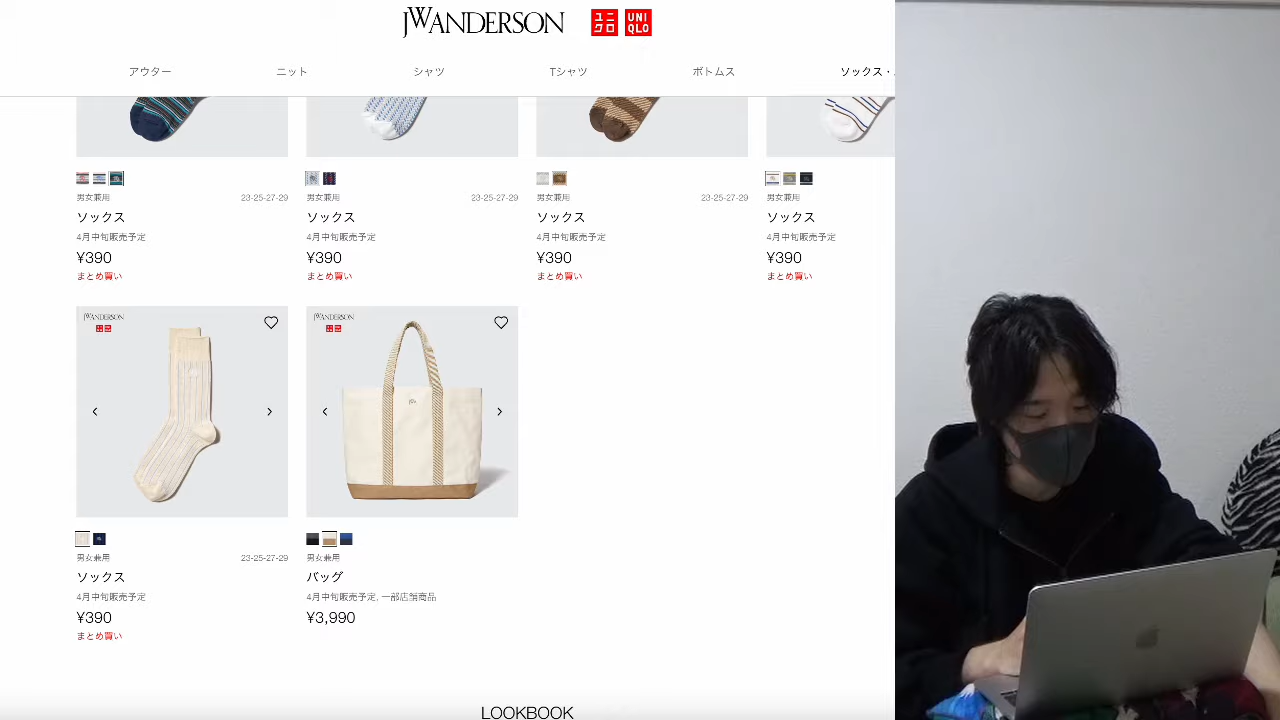 JWANDERSON ユニクロ UNIQLO
アウター ニット シャツ Tシャツ ボトムス ソックス・
男女兼用 23-25-27-29 男女兼用 23-25-27-29 男女兼用 23-25-27-29 男女兼用
ソックス ソックス ソックス ソックス
4月中旬販売予定 4月中旬販売予定 4月中旬販売予定 4月中旬販売予定
¥390 ¥390 ¥390 ¥390
まとめ買い まとめ買い まとめ買い まとめ買い
JWANDERSON JWANDERSON
男女兼用 23-25-27-29 男女兼用
ソックス バッグ
4月中旬販売予定 4月中旬販売予定, 一部店舗商品
¥390 ¥3,990
まとめ買い
LOOKBOOK